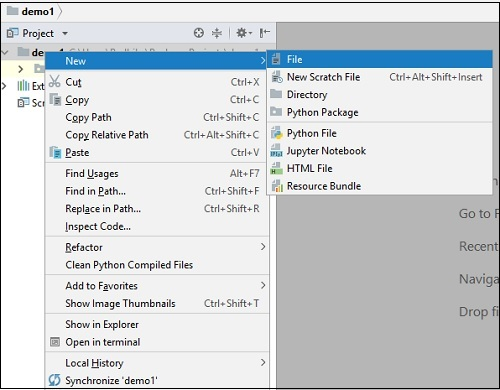 demo1
Project
demo1
New
Cut Ctrl+X
Copy Ctrl+C
Copy Path Ctrl+Shift+C
Copy Relative Path Ctrl+Alt+Shift+C
Paste Ctrl+V
Find Usages Alt+F7
Find in Path... Ctrl+Shift+F
Replace in Path... Ctrl+Shift+R
Inspect Code...
Refactor
Clean Python Compiled Files
Add to Favorites
Show Image Thumbnails Ctrl+Shift+T
Show in Explorer
Open in terminal
Local History
Synchronize 'demo1'
File
New Scratch File Ctrl+Alt+Shift+Insert
Directory
Python Package
Python File
Jupyter Notebook
HTML File
Resource Bundle
Ext
Scr
Go to F
Recent
Naviga
Drop fi